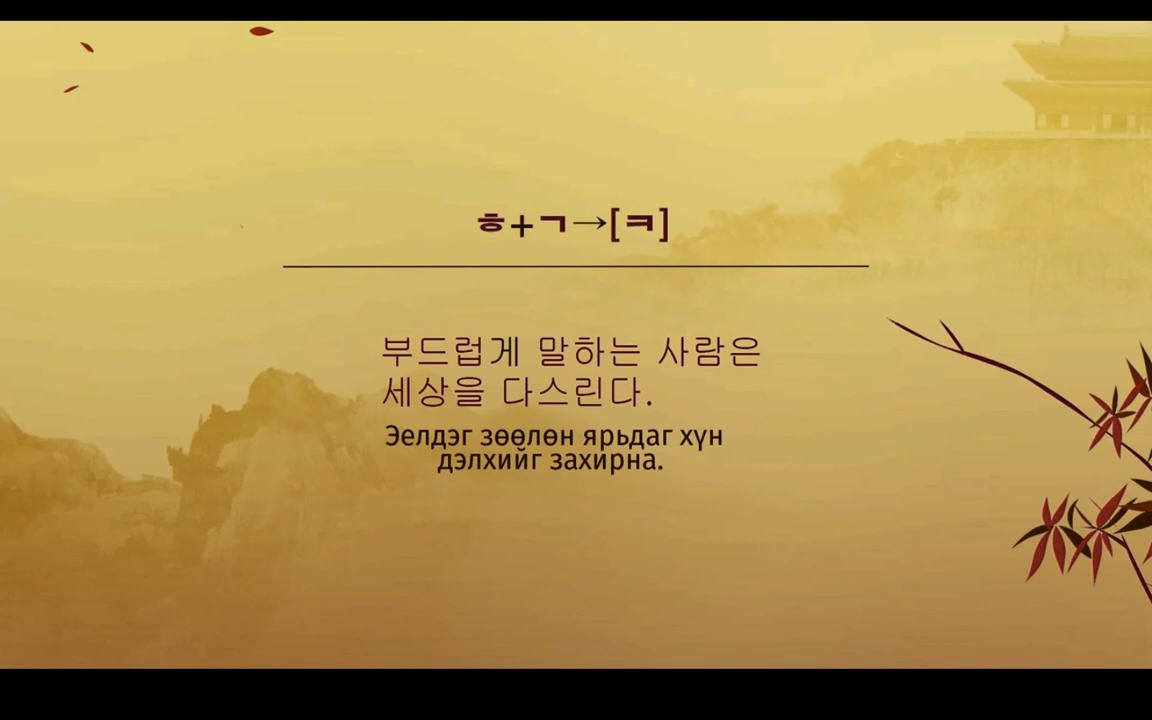 ㅎ+ㄱ→[ㅋ]
부드럽게 말하는 사람은
세상을 다스린다.
Эелдэг зөөлөн ярьдаг хүн
дэлхийг захирна.